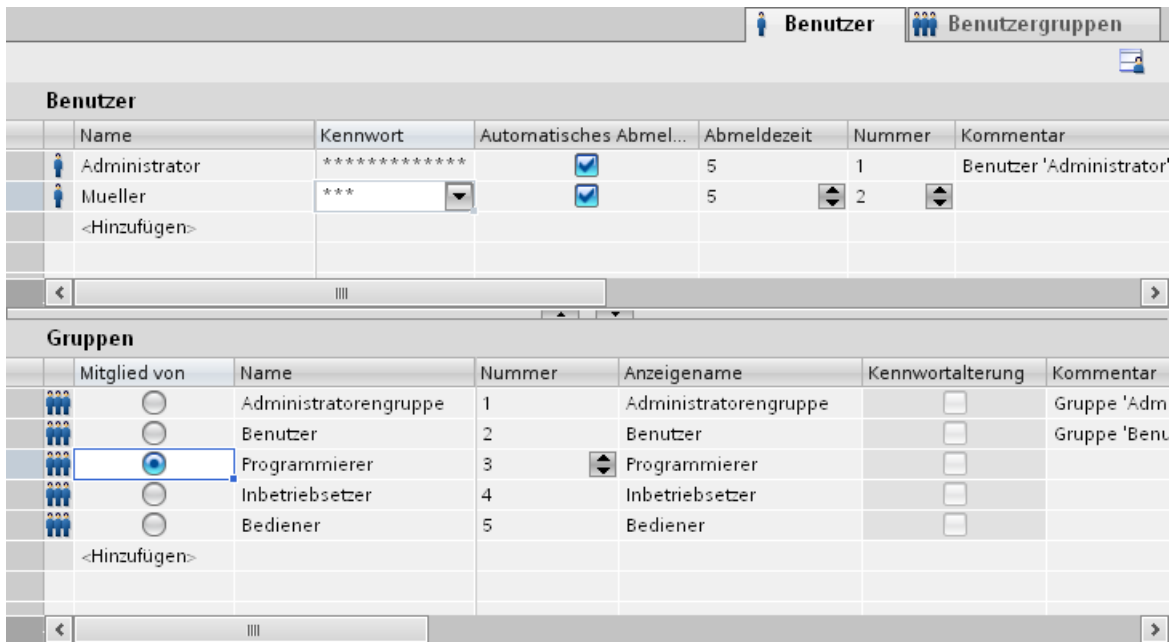 Benutzer Benutzergruppen
Benutzer
Name Kennwort Automatisches Abmel... Abmeldezeit Nummer Kommentar
Administrator ************* 5 1 Benutzer 'Administrator'
Mueller *** 5 2
<Hinzufügen>
Gruppen
Mitglied von Name Nummer Anzeigename Kennwortalterung Kommentar
Administratorengruppe 1 Administratorengruppe Gruppe 'Adm
Benutzer 2 Benutzer Gruppe 'Benu
Programmierer 3 Programmierer
Inbetriebsetzer 4 Inbetriebsetzer
Bediener 5 Bediener
<Hinzufügen>